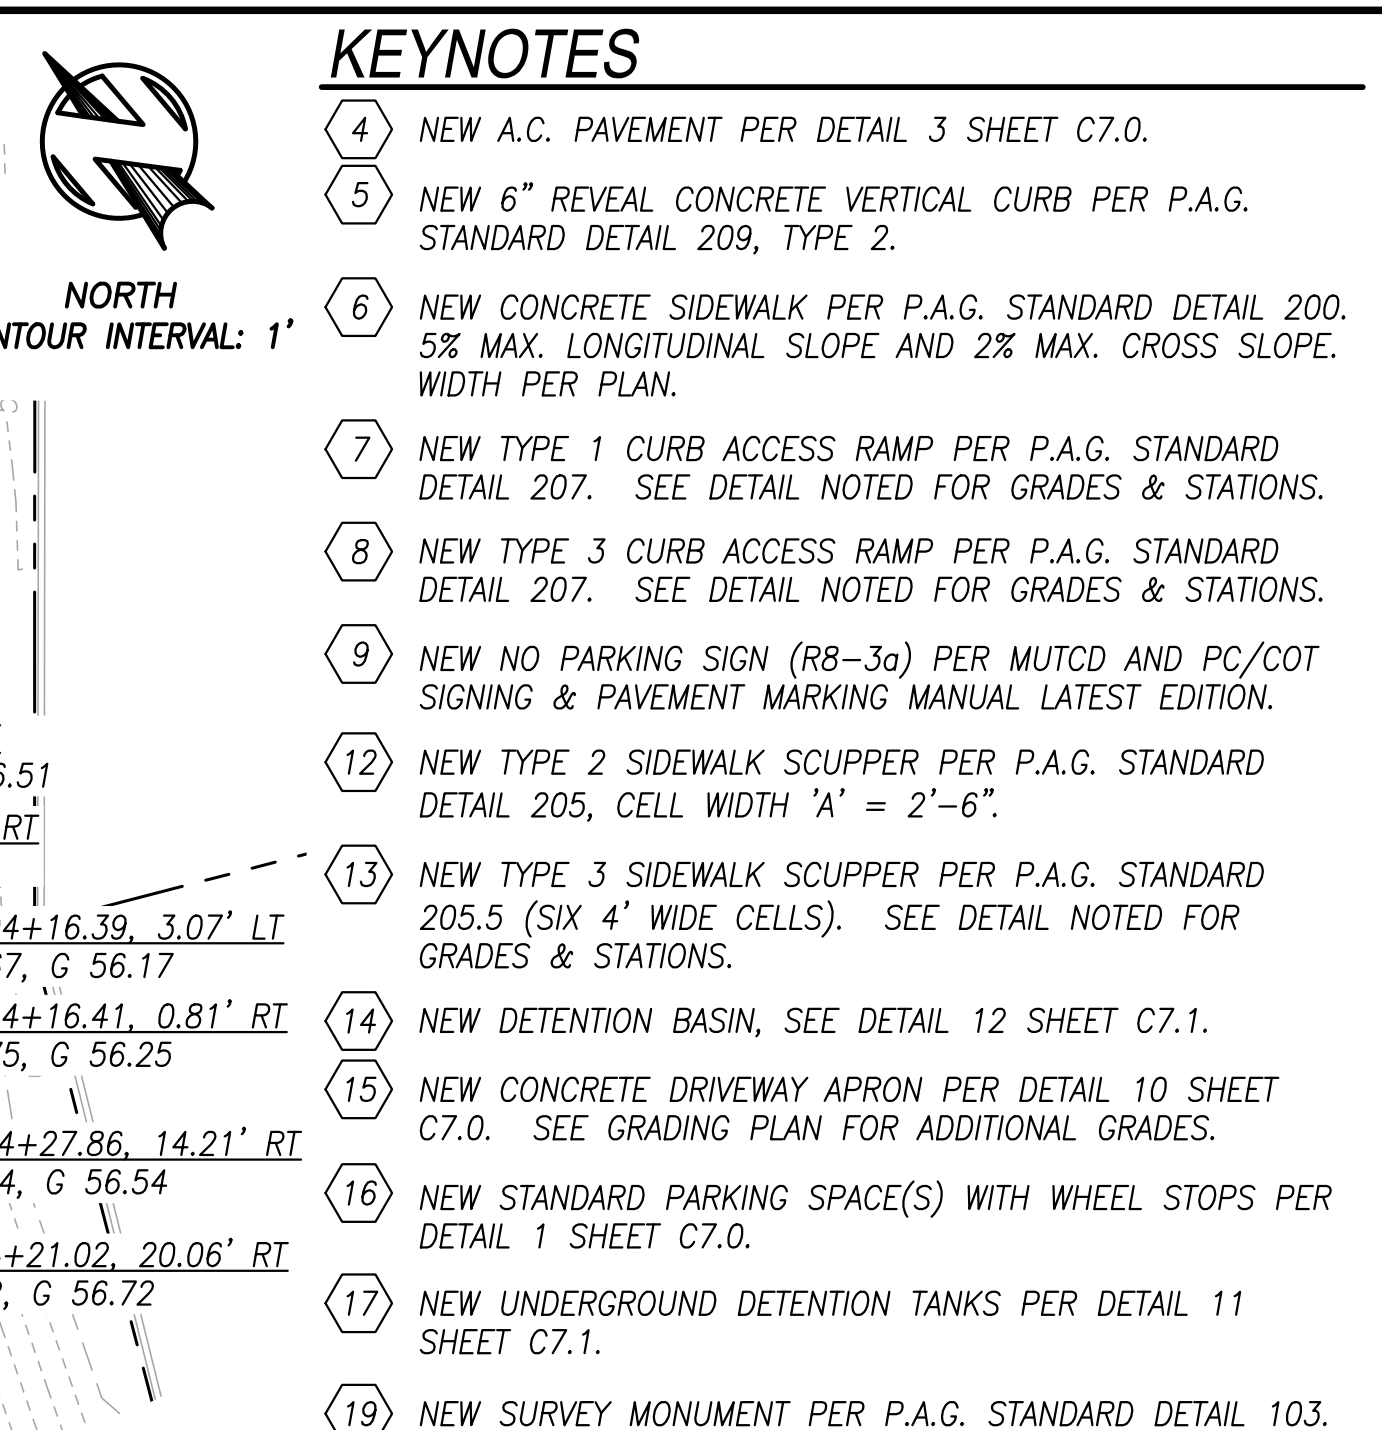 KEYNOTES
4 NEW A.C. PAVEMENT PER DETAIL 3 SHEET C7.0.
5 NEW 6" REVEAL CONCRETE VERTICAL CURB PER P.A.G.
STANDARD DETAIL 209, TYPE 2.
6 NEW CONCRETE SIDEWALK PER P.A.G. STANDARD DETAIL 200.
5% MAX. LONGITUDINAL SLOPE AND 2% MAX. CROSS SLOPE.
WIDTH PER PLAN.
7 NEW TYPE 1 CURB ACCESS RAMP PER P.A.G. STANDARD
DETAIL 207. SEE DETAIL NOTED FOR GRADES & STATIONS.
8 NEW TYPE 3 CURB ACCESS RAMP PER P.A.G. STANDARD
DETAIL 207. SEE DETAIL NOTED FOR GRADES & STATIONS.
9 NEW NO PARKING SIGN (R8-3a) PER MUTCD AND PC/COT
SIGNING & PAVEMENT MARKING MANUAL LATEST EDITION.
12 NEW TYPE 2 SIDEWALK SCUPPER PER P.A.G. STANDARD
DETAIL 205, CELL WIDTH 'A' = 2'-6".
13 NEW TYPE 3 SIDEWALK SCUPPER PER P.A.G. STANDARD
205.5 (SIX 4' WIDE CELLS). SEE DETAIL NOTED FOR
GRADES & STATIONS.
14 NEW DETENTION BASIN, SEE DETAIL 12 SHEET C7.1.
15 NEW CONCRETE DRIVEWAY APRON PER DETAIL 10 SHEET
C7.0. SEE GRADING PLAN FOR ADDITIONAL GRADES.
16 NEW STANDARD PARKING SPACE(S) WITH WHEEL STOPS PER
DETAIL 1 SHEET C7.0.
17 NEW UNDERGROUND DETENTION TANKS PER DETAIL 11
SHEET C7.1.
19 NEW SURVEY MONUMENT PER P.A.G. STANDARD DETAIL 103.
NORTH
NTOUR INTERVAL: 1'
6.51
RT
04+16.39, 3.07' LT
67, G 56.17
4+16.41, 0.81' RT
75, G 56.25
4+27.86, 14.21' RT
4, G 56.54
+21.02, 20.06' RT
, G 56.72